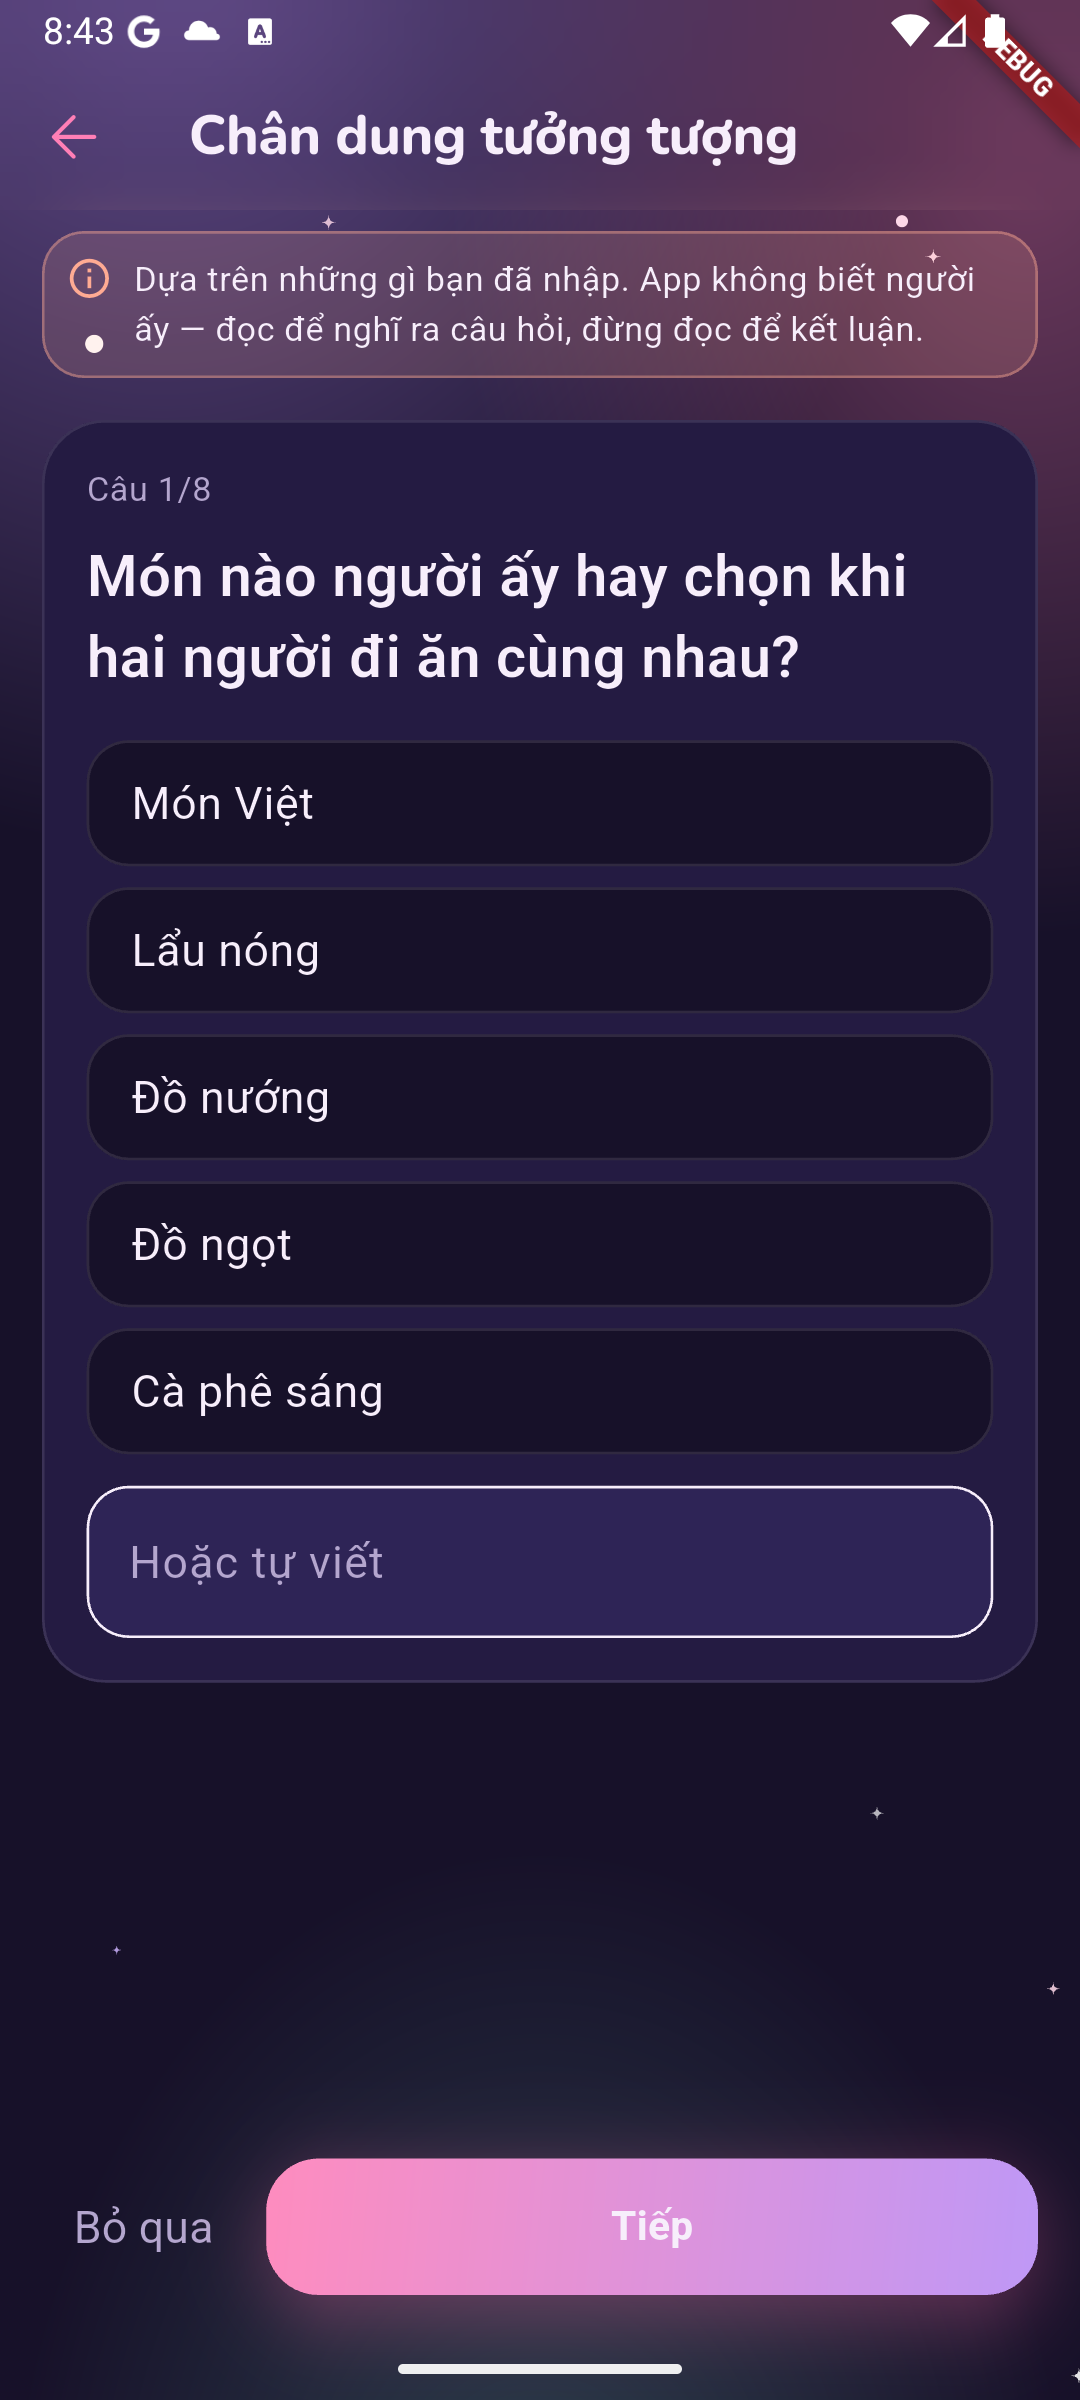 8:43
EBUG
Chân dung tưởng tượng
Dựa trên những gì bạn đã nhập. App không biết người
ấy — đọc để nghĩ ra câu hỏi, đừng đọc để kết luận.
Câu 1/8
Món nào người ấy hay chọn khi
hai người đi ăn cùng nhau?
Món Việt
Lẩu nóng
Đồ nướng
Đồ ngọt
Cà phê sáng
Hoặc tự viết
Bỏ qua
Tiếp